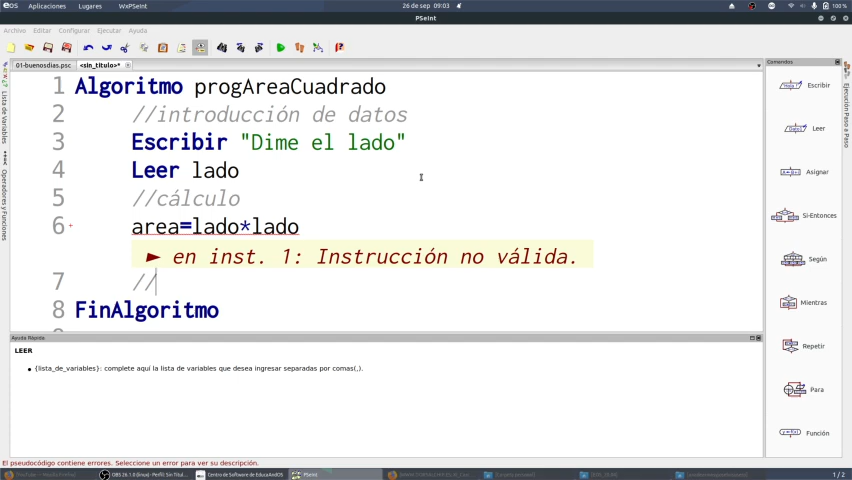 Aplicaciones Lugares WxPSeInt
26 de sep 09:03
100%
PSeInt
Archivo Editar Configurar Ejecutar Ayuda
01-buenosdias.psc
<sin_titulo>*
Lista de Variables
Operadores y Funciones
1 Algoritmo progAreaCuadrado
2 //introducción de datos
3 Escribir "Dime el lado"
4 Leer lado
5 //cálculo
6 area=lado*lado
► en inst. 1: Instrucción no válida.
7 //
8 FinAlgoritmo
Comandos
Escribir
Leer
Asignar
Si-Entonces
Según
Mientras
Repetir
Para
Función
Ejecución Paso a Paso
Ayuda Rápida
LEER
{lista_de_variables}: complete aquí la lista de variables que desea ingresar separadas por comas(,).
El pseudocódigo contiene errores. Seleccione un error para ver su descripción.
Centro de Software de EducaAndOS
PSeInt
1 / 2